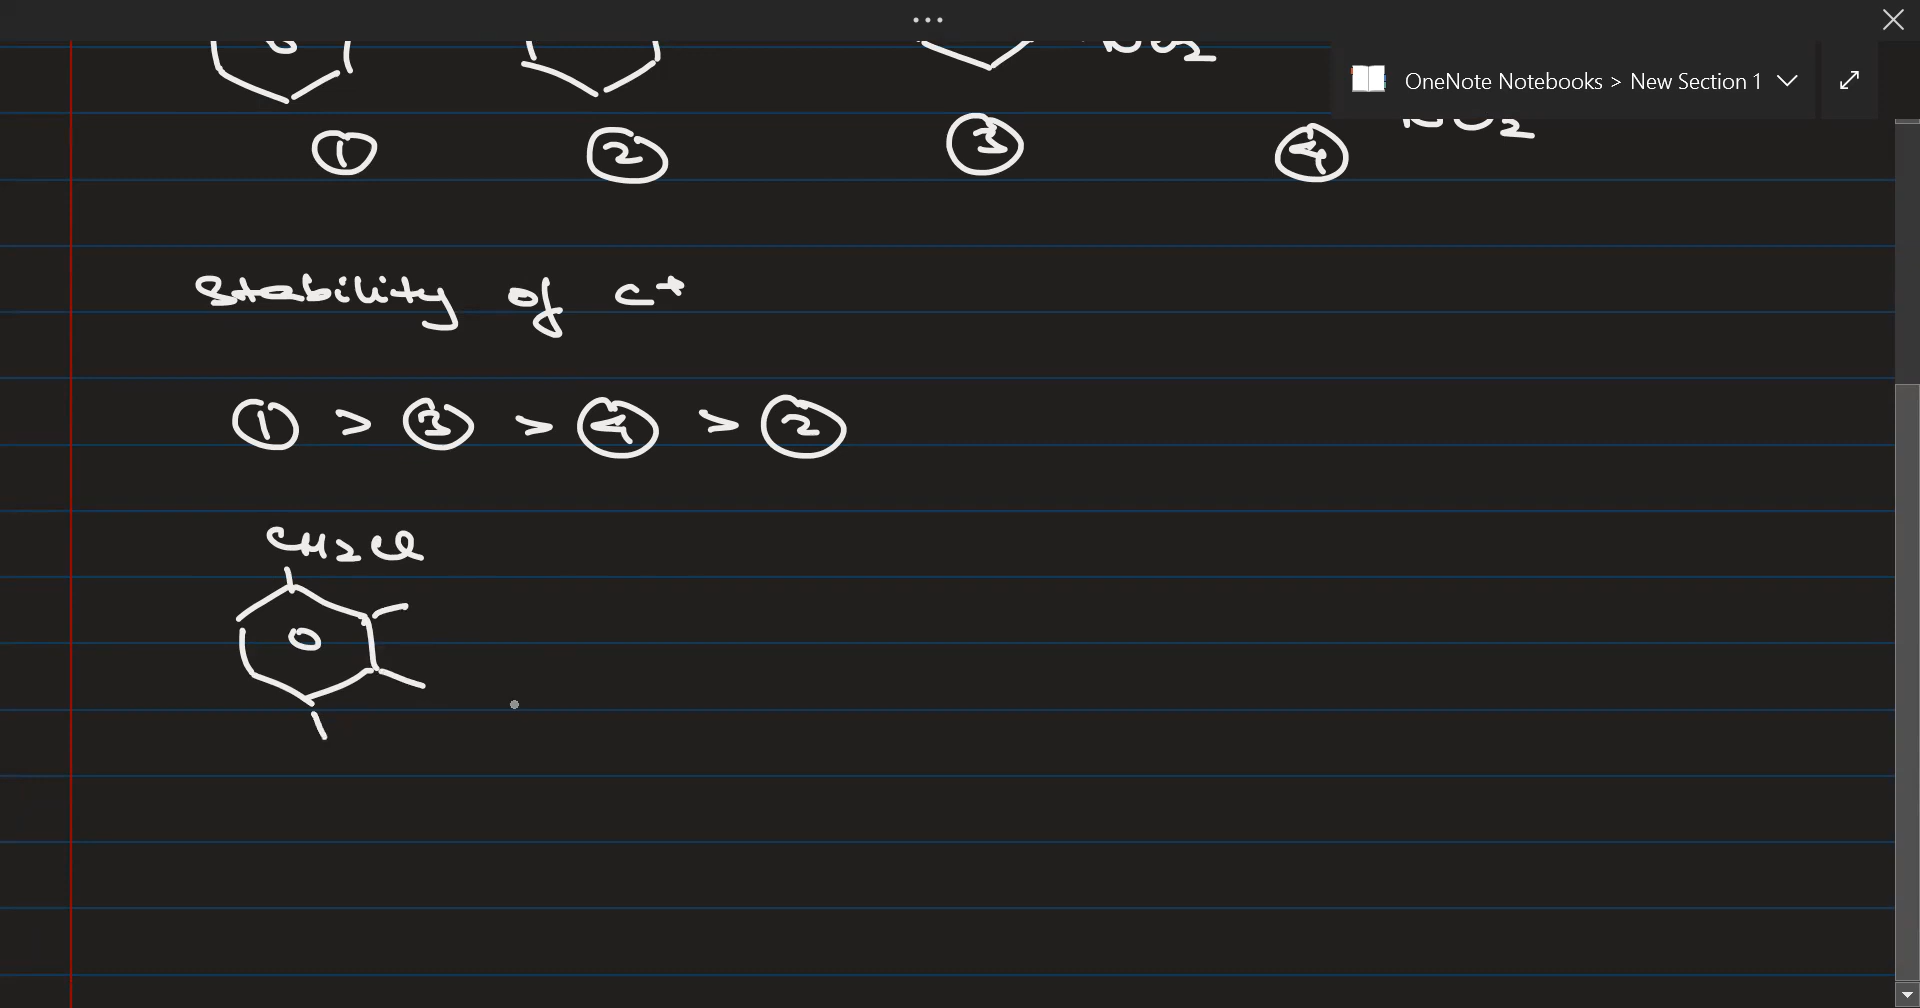 ...
NO2
OneNote Notebooks > New Section 1
NO2
① ② ③ ④
Stability of C+
① > ③ > ④ > ②
CH2Cl